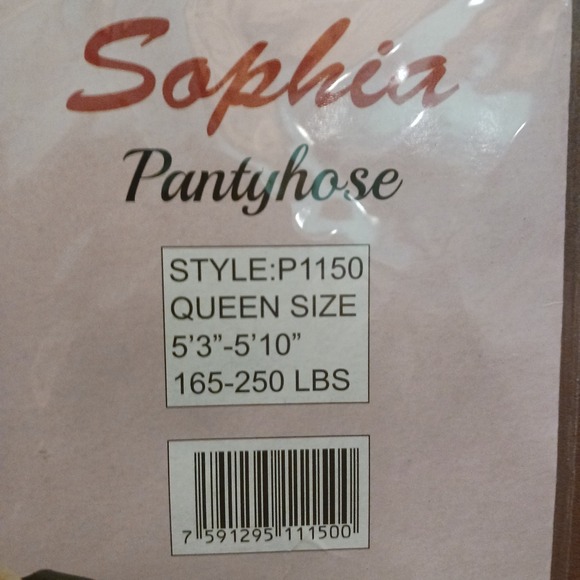 Sophia
Pantyhose
STYLE:P1150
QUEEN SIZE
5'3"-5'10"
165-250 LBS
7 591295 111500